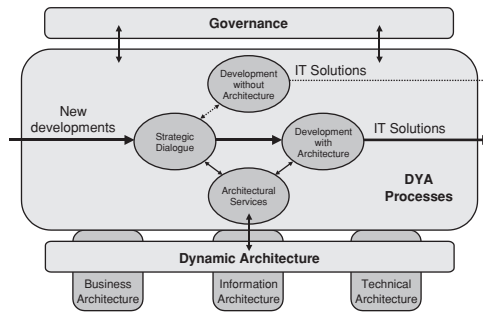 Governance
Development
without
Architecture
IT Solutions
New
developments
Strategic
Dialogue
Development
with
Architecture
IT Solutions
Architectural
Services
DYA
Processes
Dynamic Architecture
Business
Architecture
Information
Architecture
Technical
Architecture